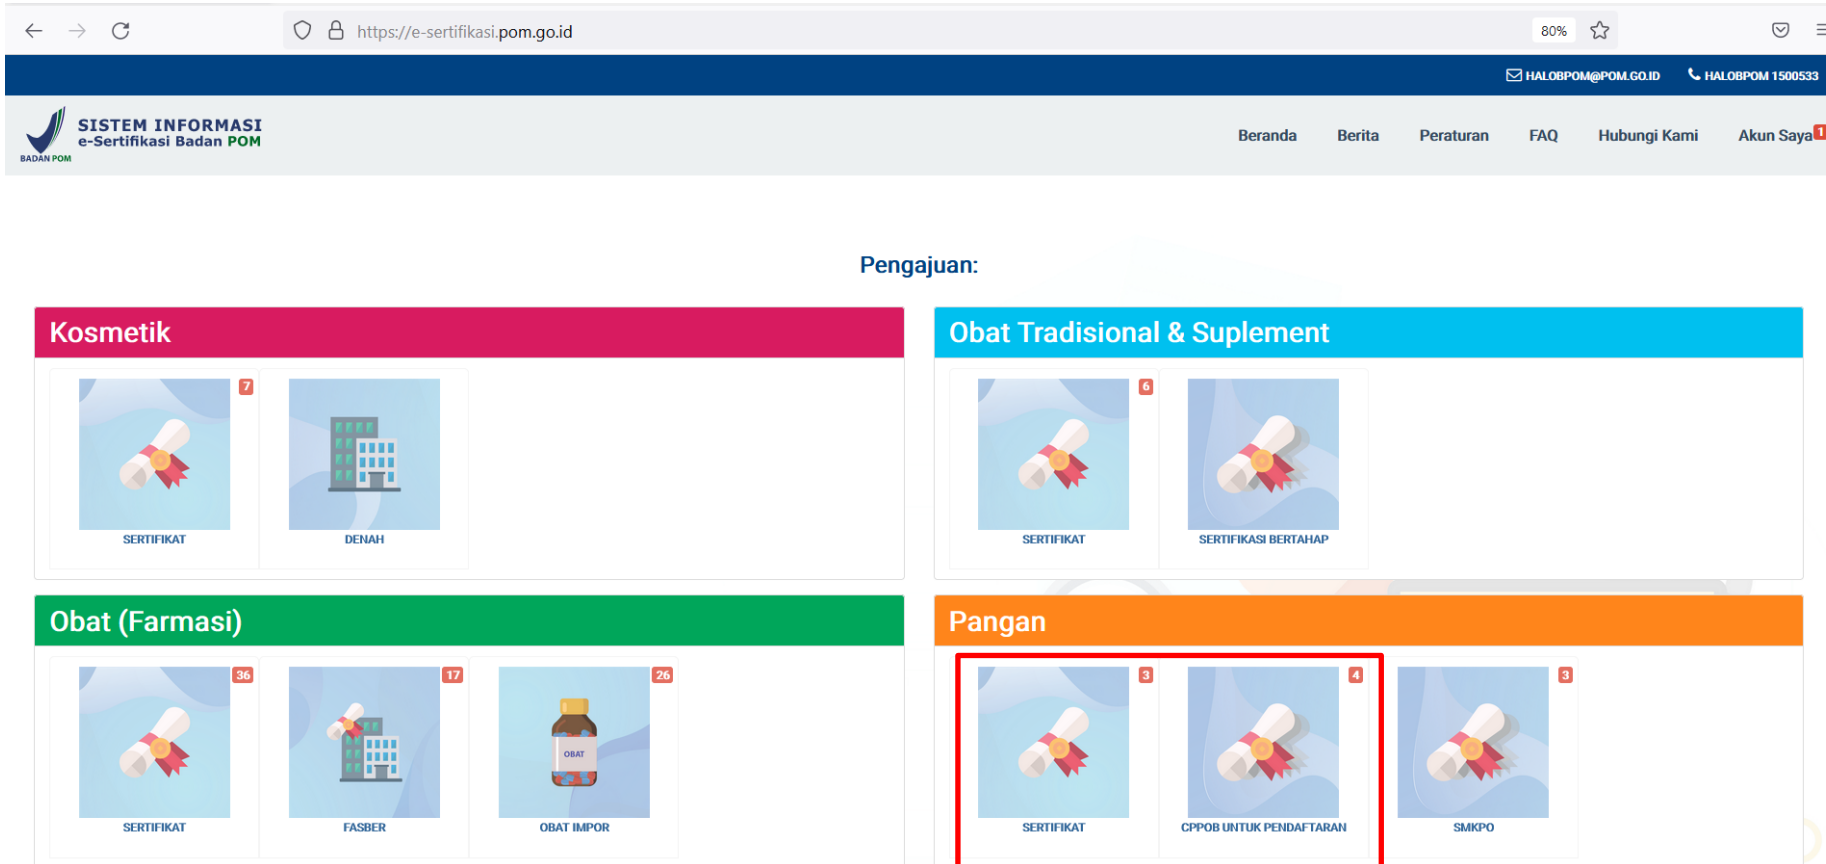 https://e-sertifikasi.pom.go.id
80%
HALOBPOM@POM.GO.ID
HALOBPOM 1500533
BADAN POM
SISTEM INFORMASI
e-Sertifikasi Badan POM
Beranda
Berita
Peraturan
FAQ
Hubungi Kami
Akun Saya
1
Pengajuan:
Kosmetik
7
SERTIFIKAT
DENAH
Obat Tradisional & Suplement
6
SERTIFIKAT
SERTIFIKASI BERTAHAP
Obat (Farmasi)
36
SERTIFIKAT
17
FASBER
26
OBAT
OBAT IMPOR
Pangan
3
SERTIFIKAT
4
CPPOB UNTUK PENDAFTARAN
3
SMKPO